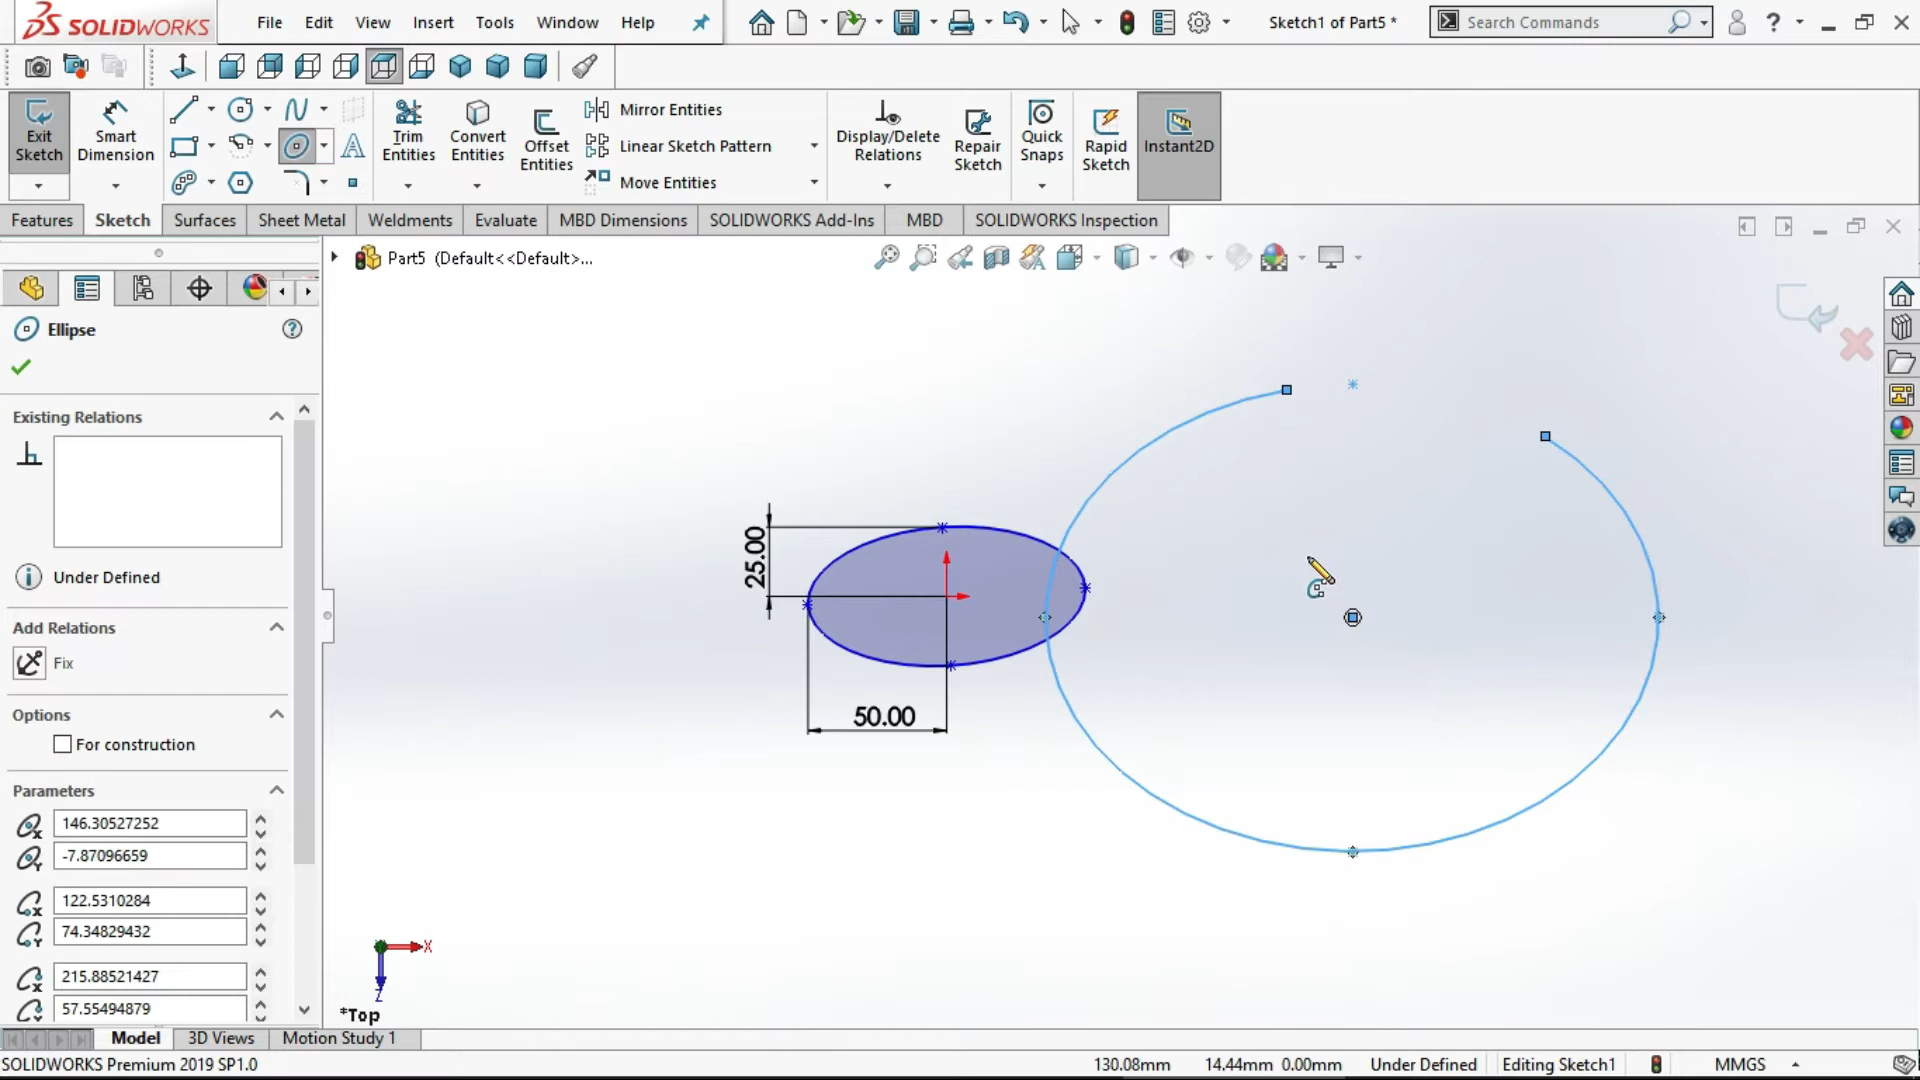 SOLIDWORKS File Edit View Insert Tools Window Help Sketch1 of Part5 * Search Commands ?
Exit Sketch
Smart Dimension
Trim Entities
Convert Entities
Offset Entities
Mirror Entities
Linear Sketch Pattern
Move Entities
Display/Delete Relations
Repair Sketch
Quick Snaps
Rapid Sketch
Instant2D
Features Sketch Surfaces Sheet Metal Weldments Evaluate MBD Dimensions SOLIDWORKS Add-Ins MBD SOLIDWORKS Inspection
Part5 (Default<<Default>...
Ellipse
Existing Relations
Under Defined
Add Relations
Fix
Options
For construction
Parameters
146.30527252
-7.87096659
122.5310284
74.34829432
215.88521427
57.55494879
25.00
50.00
X
Z
*Top
Model 3D Views Motion Study 1
SOLIDWORKS Premium 2019 SP1.0 130.08mm 14.44mm 0.00mm Under Defined Editing Sketch1 MMGS